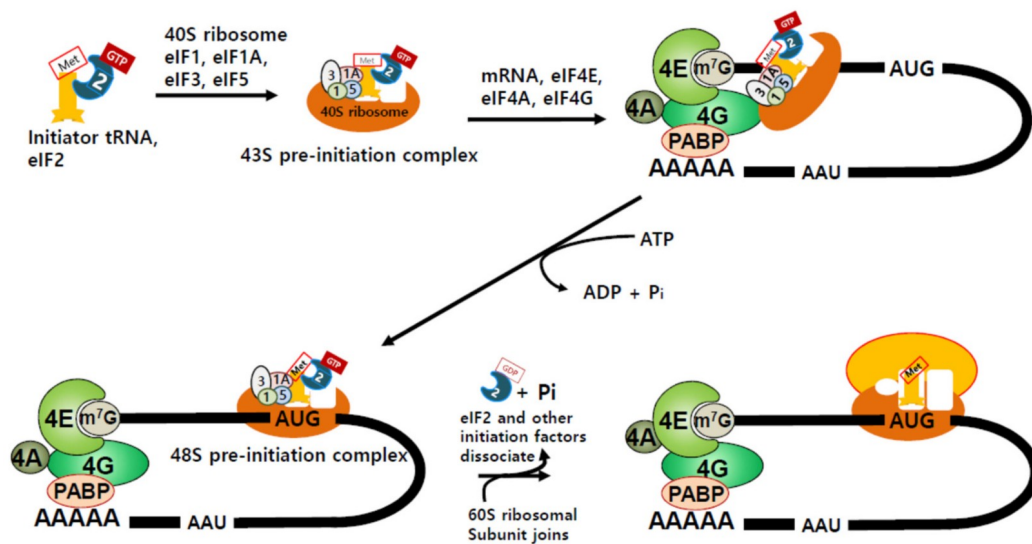 Met
GTP
2
Initiator tRNA,
eIF2
40S ribosome
eIF1, eIF1A,
eIF3, eIF5
Met
GTP
3
1A
2
1
5
40S ribosome
43S pre-initiation complex
mRNA, eIF4E,
eIF4A, eIF4G
4E
m⁷G
Met
GTP
2
1A
3
1
5
AUG
4A
4G
PABP
AAAAA
AAU
ATP
ADP + Pi
Met
GTP
3
1A
2
1
5
4E
m⁷G
AUG
4A
4G
48S pre-initiation complex
PABP
AAAAA
AAU
GDP
2
+ Pi
eIF2 and other
initiation factors
dissociate
60S ribosomal
Subunit joins
Met
4E
m⁷G
AUG
4A
4G
PABP
AAAAA
AAU